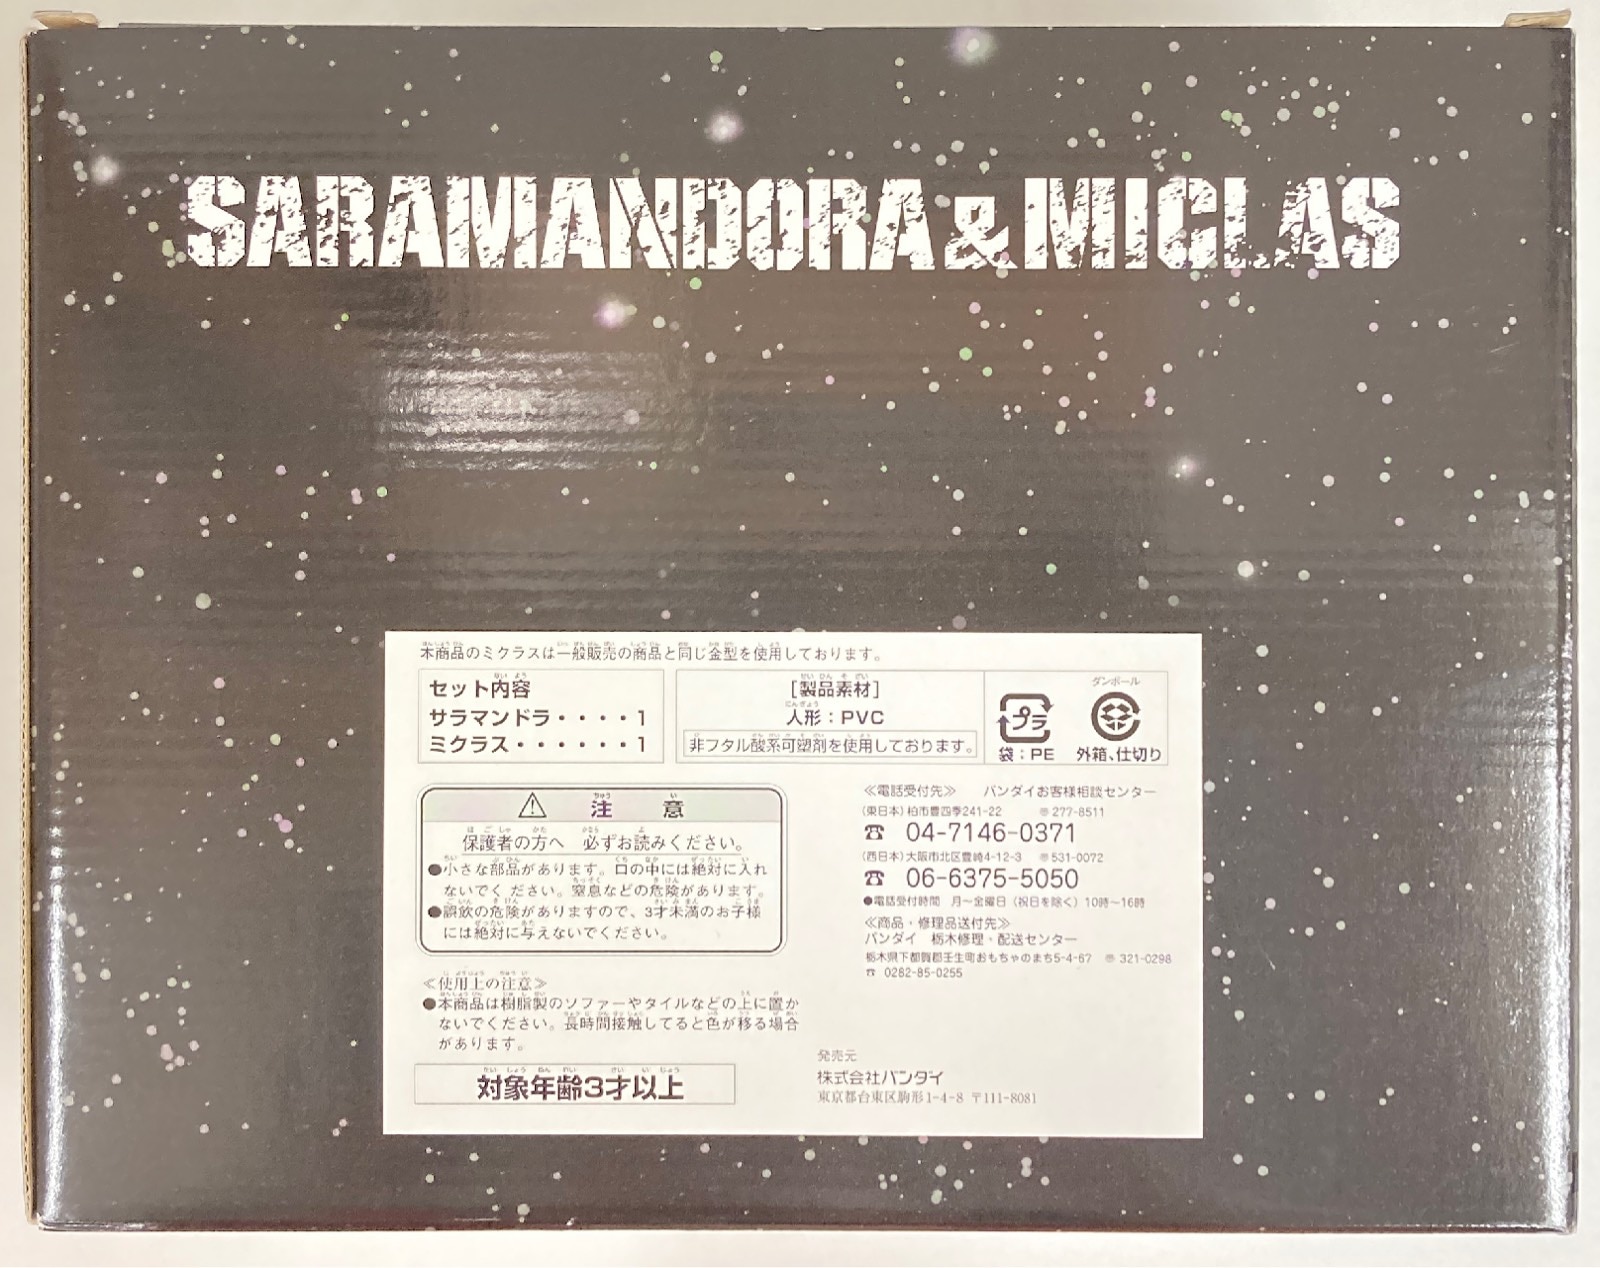 SARAMANDORA&MICLAS
本商品のミクラスは一般販売の商品と同じ金型を使用しております。
セット内容
サラマンドラ・・・・1
ミクラス・・・・・・1
[製品素材]
人形：PVC
非フタル酸系可塑剤を使用しております。
プラ
袋：PE
ダンボール
外箱、仕切り
注意
保護者の方へ 必ずお読みください。
●小さな部品があります。口の中には絶対に入れ
ないでください。窒息などの危険があります。
●誤飲の危険がありますので、3才未満のお子様
には絶対に与えないでください。
≪使用上の注意≫
●本商品は樹脂製のソファーやタイルなどの上に置か
ないでください。長時間接触してると色が移る場合
があります。
対象年齢3才以上
≪電話受付先≫ バンダイお客様相談センター
(東日本) 柏市豊四季241-22 〒277-8511
☎ 04-7146-0371
(西日本) 大阪市北区豊崎4-12-3 〒531-0072
☎ 06-6375-5050
●電話受付時間 月〜金曜日（祝日を除く）10時〜16時
≪商品・修理品送付先≫
バンダイ 栃木修理・配送センター
栃木県下都賀郡壬生町おもちゃのまち5-4-67 〒321-0298
☎ 0282-85-0255
発売元
株式会社バンダイ
東京都台東区駒形1-4-8 〒111-8081